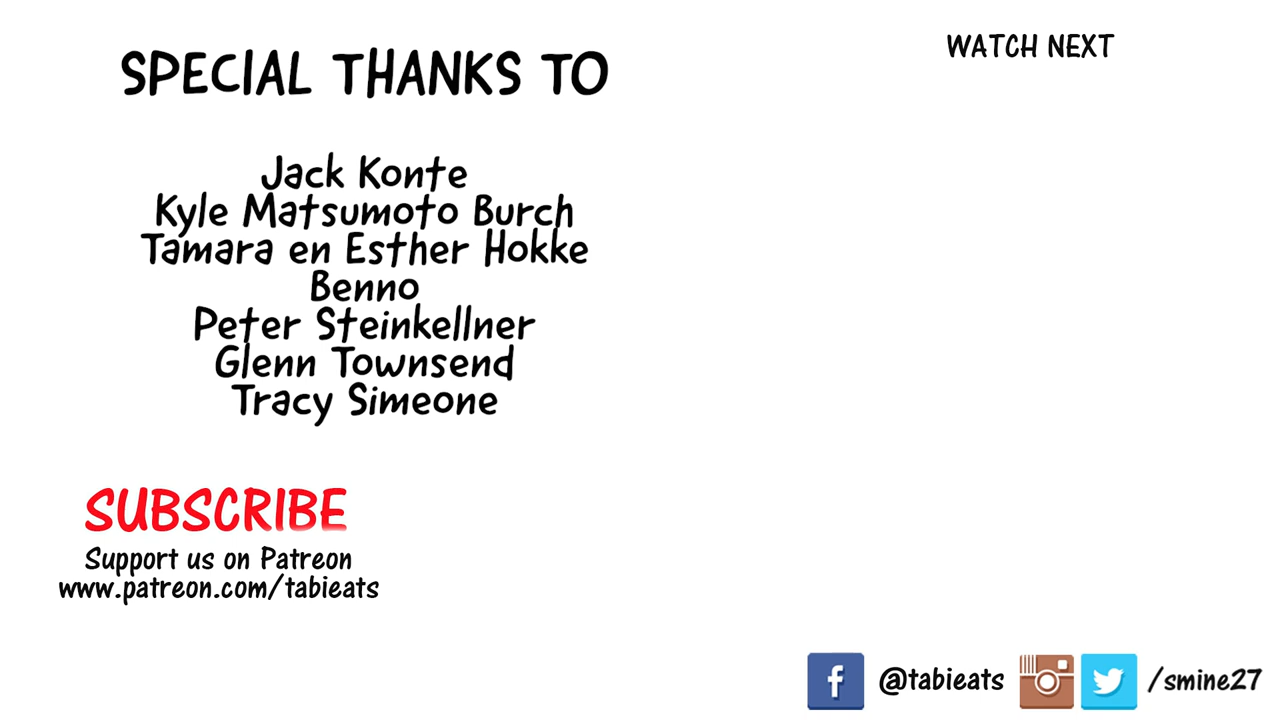 SPECIAL THANKS TO
Jack Konte
Kyle Matsumoto Burch
Tamara en Esther Hokke
Benno
Peter Steinkellner
Glenn Townsend
Tracy Simeone
SUBSCRIBE
Support us on Patreon
www.patreon.com/tabieats
WATCH NEXT
@tabieats
/smine27